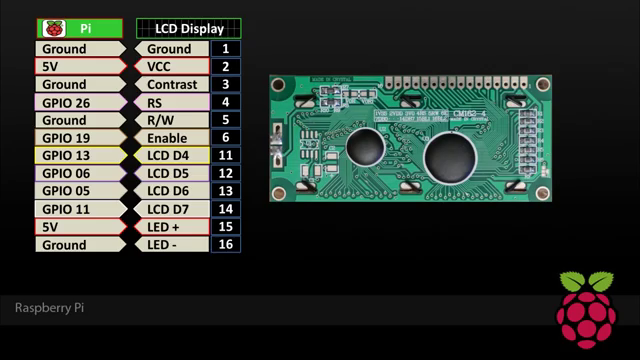 Pi LCD Display
Ground Ground 1
5V VCC 2
Ground Contrast 3
GPIO 26 RS 4
Ground R/W 5
GPIO 19 Enable 6
GPIO 13 LCD D4 11
GPIO 06 LCD D5 12
GPIO 05 LCD D6 13
GPIO 11 LCD D7 14
5V LED + 15
Ground LED - 16
Raspberry Pi